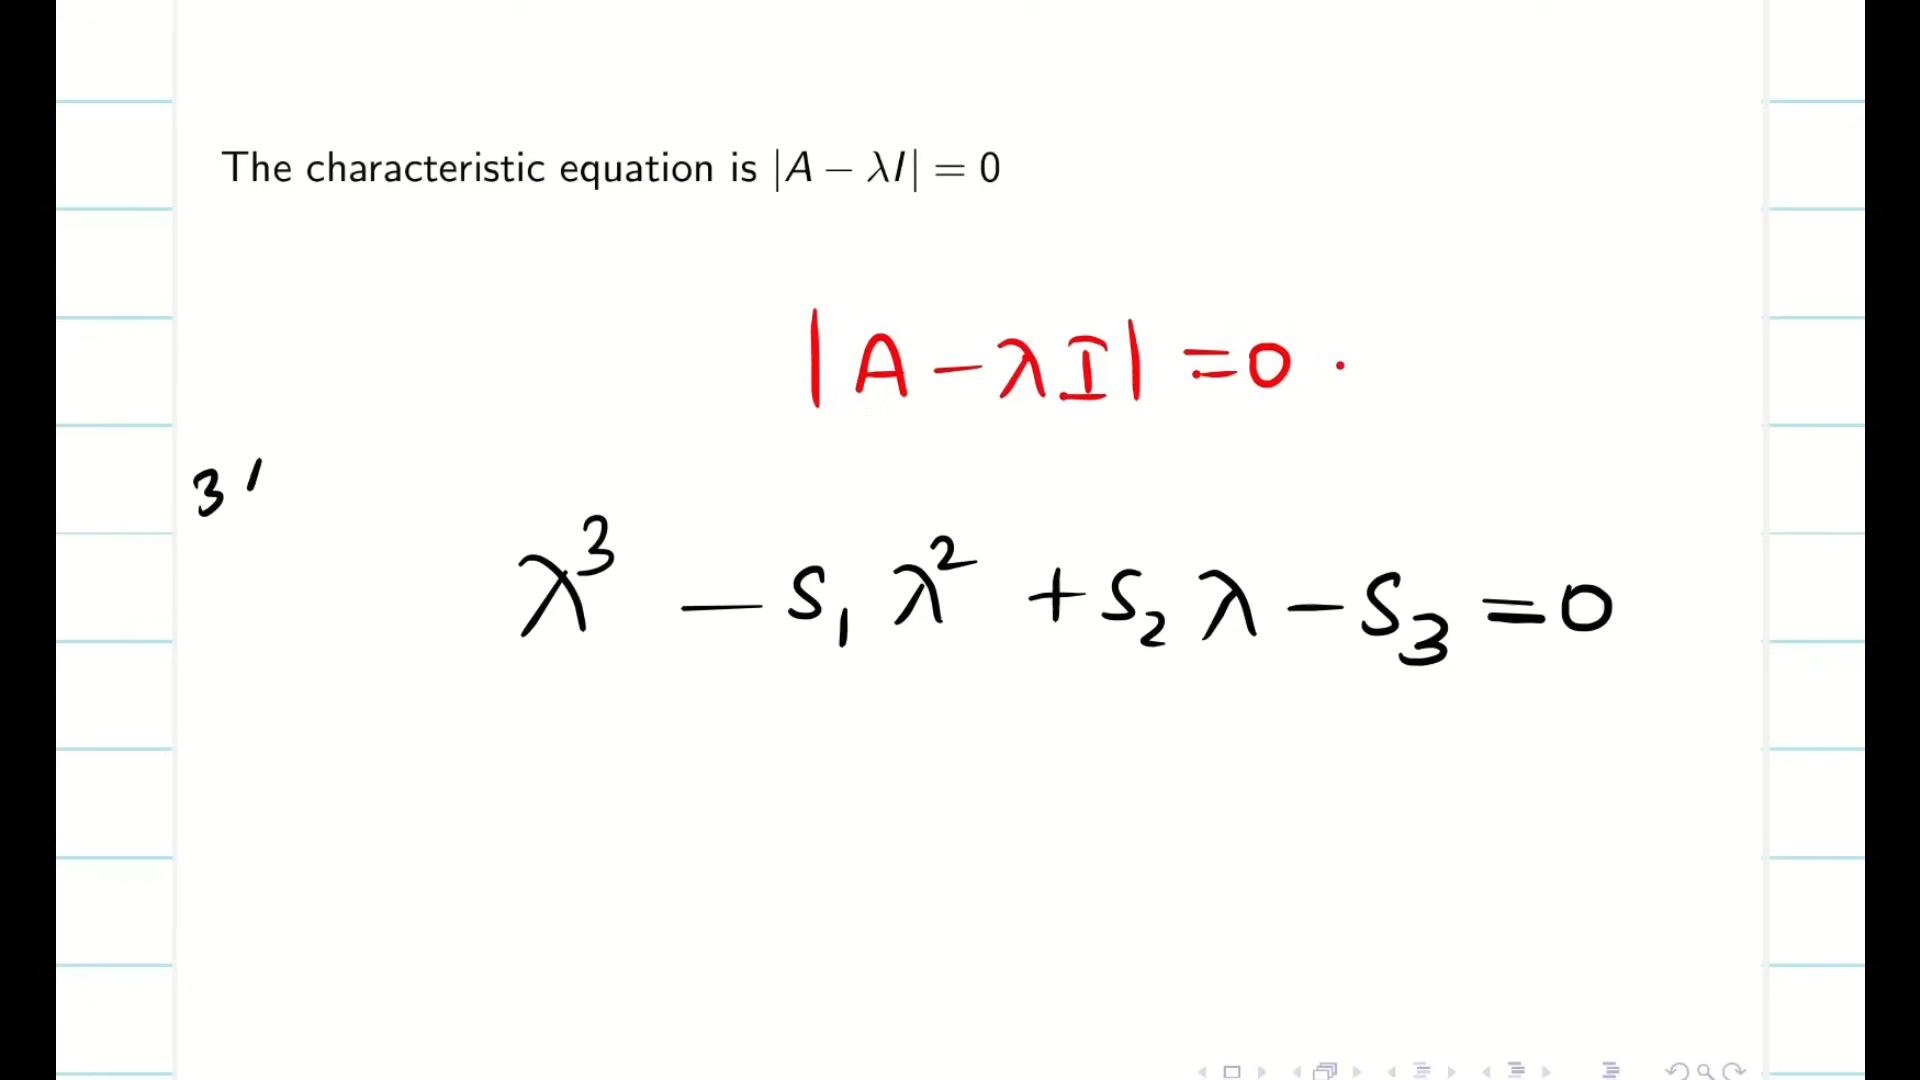 The characteristic equation is |A − λI| = 0
|A − λI| = 0 .
3 /
λ³ − S₁ λ² + S₂ λ − S₃ = 0